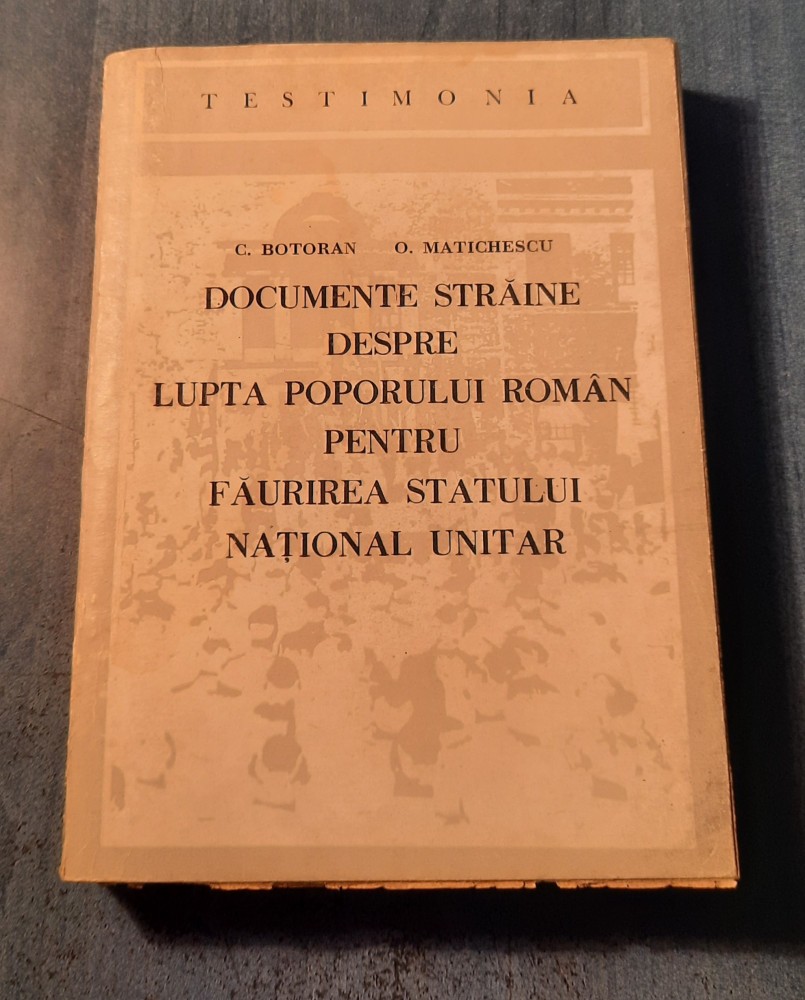 TESTIMONIA
C. BOTORAN O. MATICHESCU
DOCUMENTE STRĂINE
DESPRE
LUPTA POPORULUI ROMÂN
PENTRU
FĂURIREA STATULUI
NAȚIONAL UNITAR